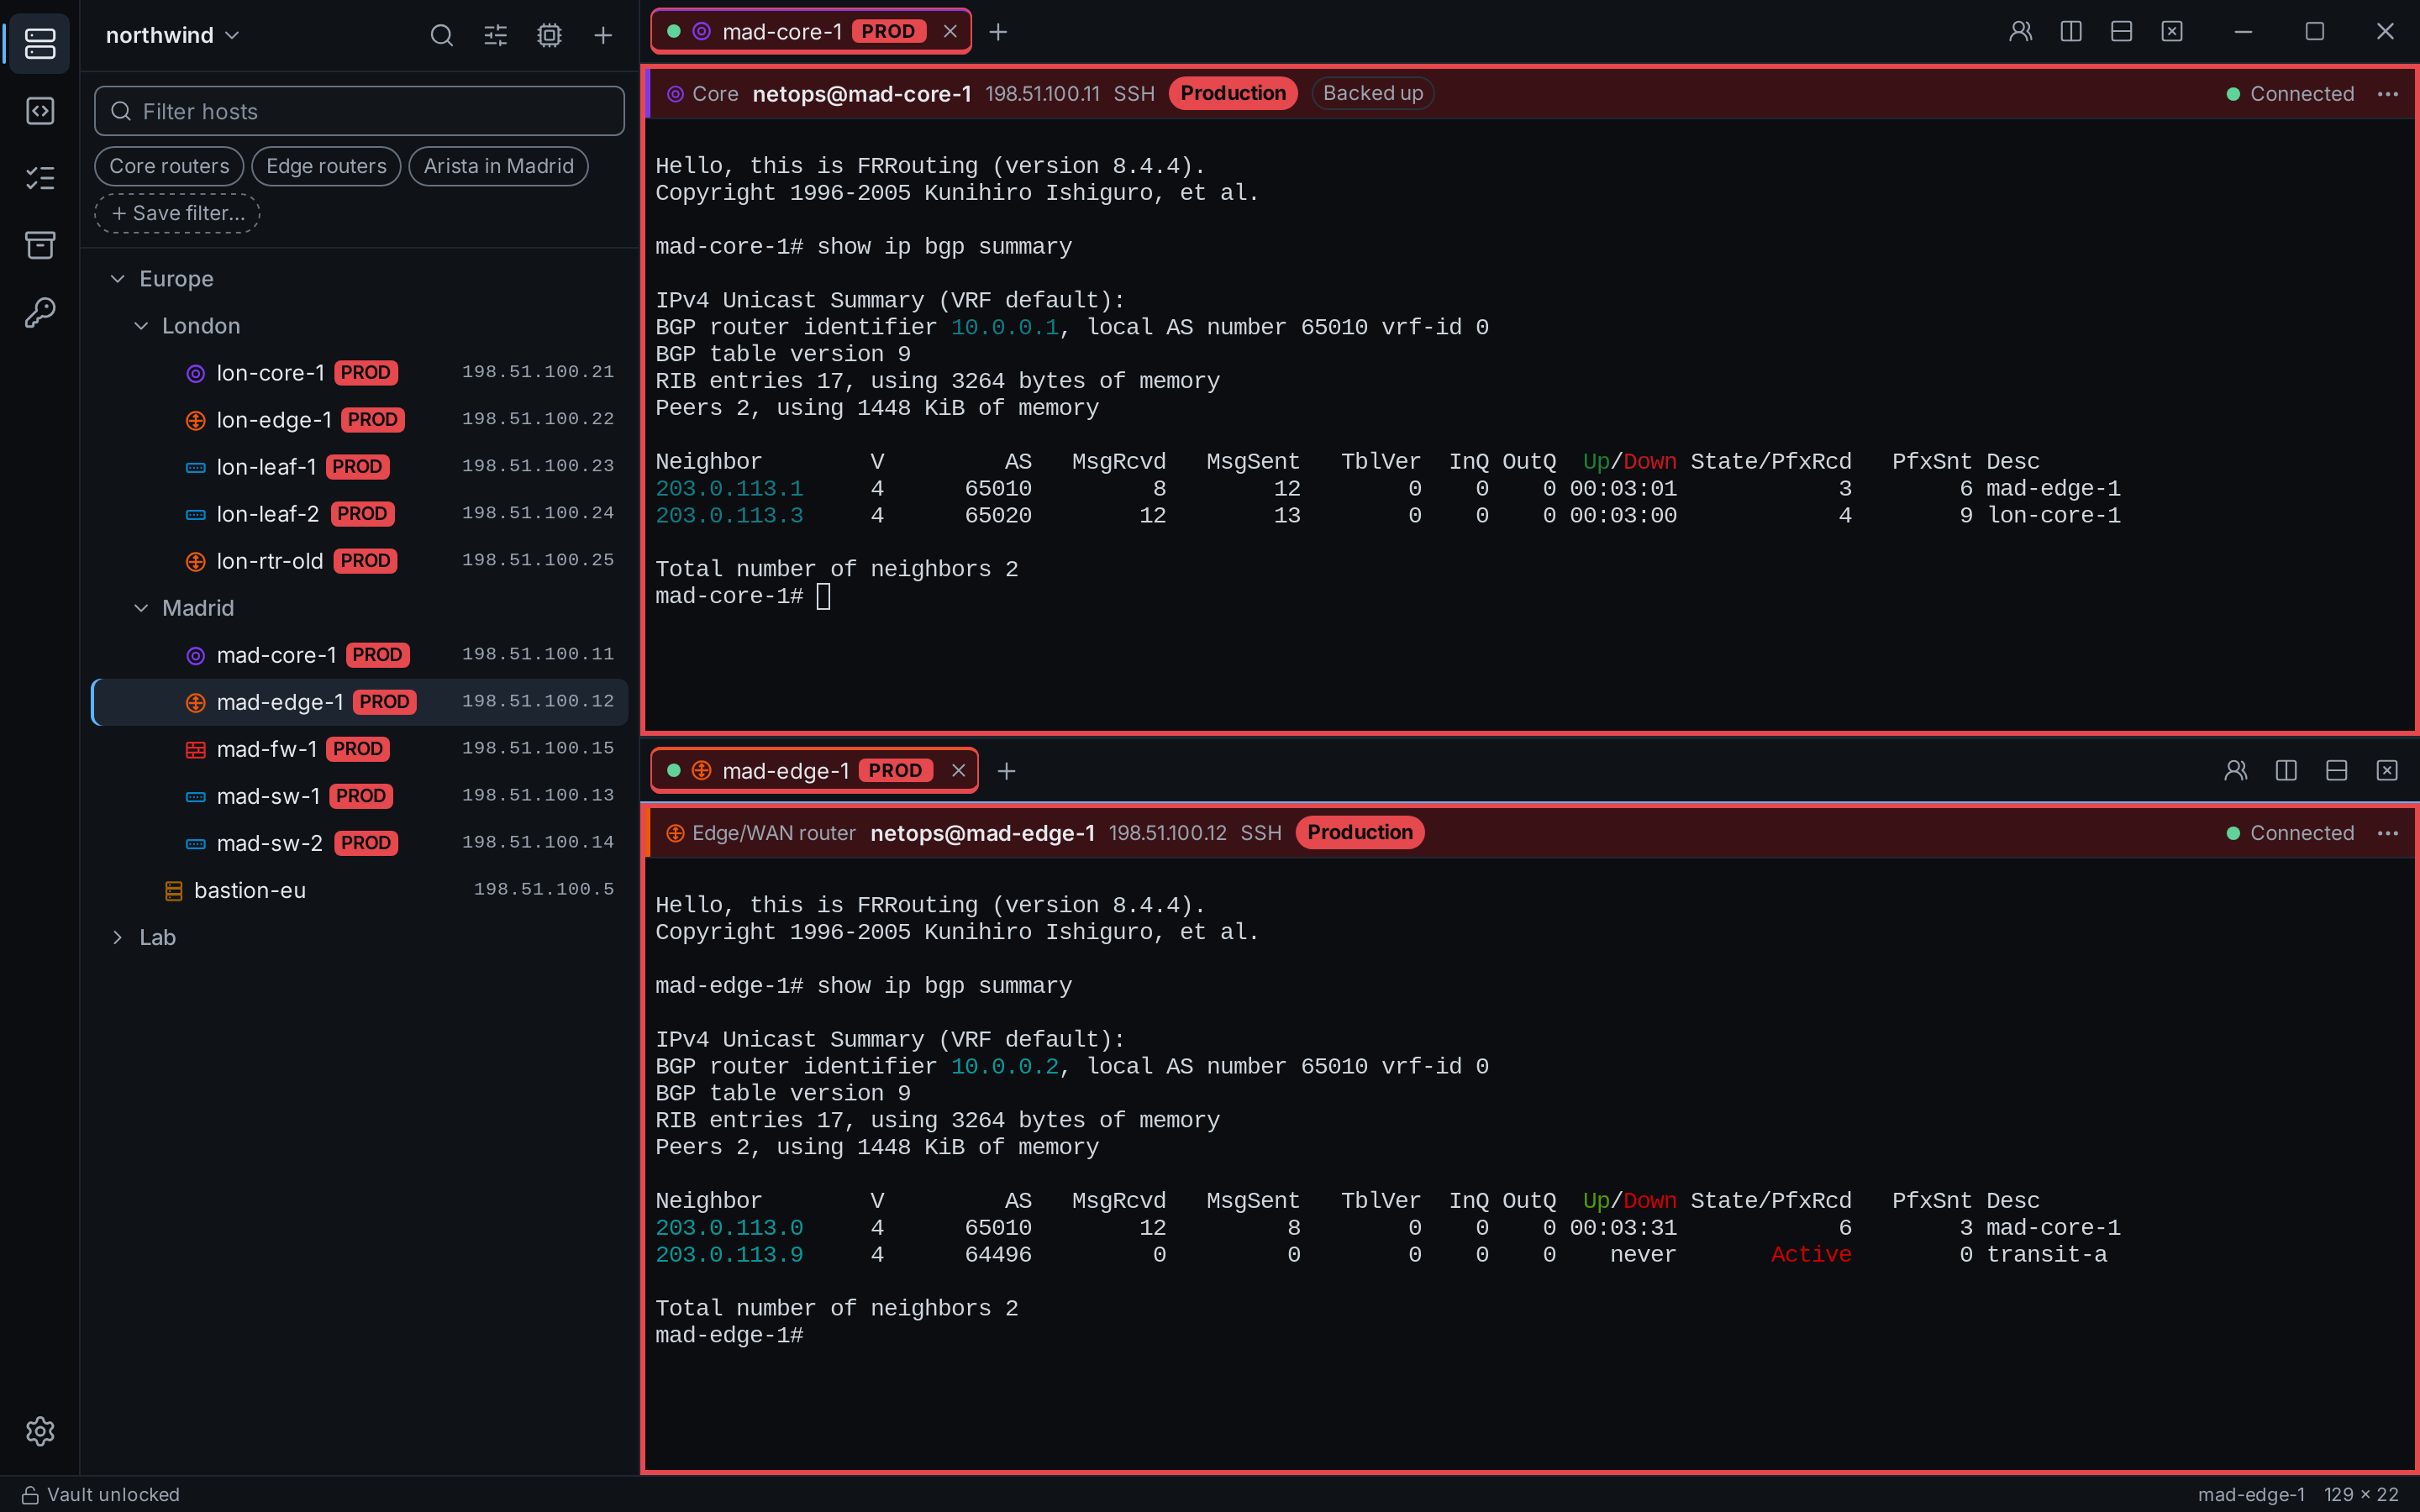 northwind
Filter hosts
Core routers
Edge routers
Arista in Madrid
+ Save filter...
Europe
London
lon-core-1 PROD 198.51.100.21
lon-edge-1 PROD 198.51.100.22
lon-leaf-1 PROD 198.51.100.23
lon-leaf-2 PROD 198.51.100.24
lon-rtr-old PROD 198.51.100.25
Madrid
mad-core-1 PROD 198.51.100.11
mad-edge-1 PROD 198.51.100.12
mad-fw-1 PROD 198.51.100.15
mad-sw-1 PROD 198.51.100.13
mad-sw-2 PROD 198.51.100.14
bastion-eu 198.51.100.5
Lab
mad-core-1 PROD
Core netops@mad-core-1 198.51.100.11 SSH Production Backed up Connected
Hello, this is FRRouting (version 8.4.4).
Copyright 1996-2005 Kunihiro Ishiguro, et al.
mad-core-1# show ip bgp summary
IPv4 Unicast Summary (VRF default):
BGP router identifier 10.0.0.1, local AS number 65010 vrf-id 0
BGP table version 9
RIB entries 17, using 3264 bytes of memory
Peers 2, using 1448 KiB of memory
Neighbor V AS MsgRcvd MsgSent TblVer InQ OutQ Up/Down State/PfxRcd PfxSnt Desc
203.0.113.1 4 65010 8 12 0 0 0 00:03:01 3 6 mad-edge-1
203.0.113.3 4 65020 12 13 0 0 0 00:03:00 4 9 lon-core-1
Total number of neighbors 2
mad-core-1#
mad-edge-1 PROD
Edge/WAN router netops@mad-edge-1 198.51.100.12 SSH Production Connected
Hello, this is FRRouting (version 8.4.4).
Copyright 1996-2005 Kunihiro Ishiguro, et al.
mad-edge-1# show ip bgp summary
IPv4 Unicast Summary (VRF default):
BGP router identifier 10.0.0.2, local AS number 65010 vrf-id 0
BGP table version 9
RIB entries 17, using 3264 bytes of memory
Peers 2, using 1448 KiB of memory
Neighbor V AS MsgRcvd MsgSent TblVer InQ OutQ Up/Down State/PfxRcd PfxSnt Desc
203.0.113.0 4 65010 12 8 0 0 0 00:03:31 6 3 mad-core-1
203.0.113.9 4 64496 0 0 0 0 0 never Active 0 transit-a
Total number of neighbors 2
mad-edge-1#
Vault unlocked
mad-edge-1 129 × 22